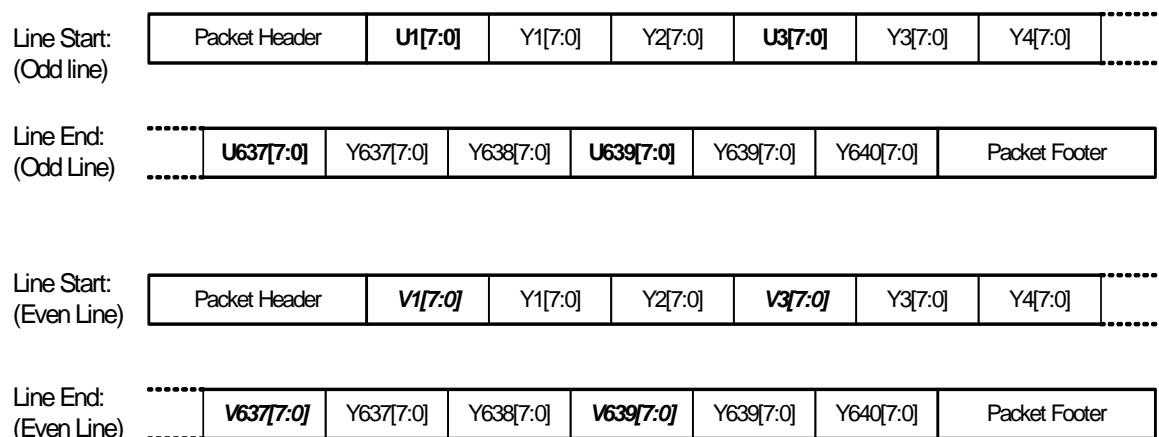 Line Start: Packet Header U1[7:0] Y1[7:0] Y2[7:0] U3[7:0] Y3[7:0] Y4[7:0]
(Odd line)
Line End: U637[7:0] Y637[7:0] Y638[7:0] U639[7:0] Y639[7:0] Y640[7:0] Packet Footer
(Odd Line)
Line Start: Packet Header V1[7:0] Y1[7:0] Y2[7:0] V3[7:0] Y3[7:0] Y4[7:0]
(Even Line)
Line End: V637[7:0] Y637[7:0] Y638[7:0] V639[7:0] Y639[7:0] Y640[7:0] Packet Footer
(Even Line)